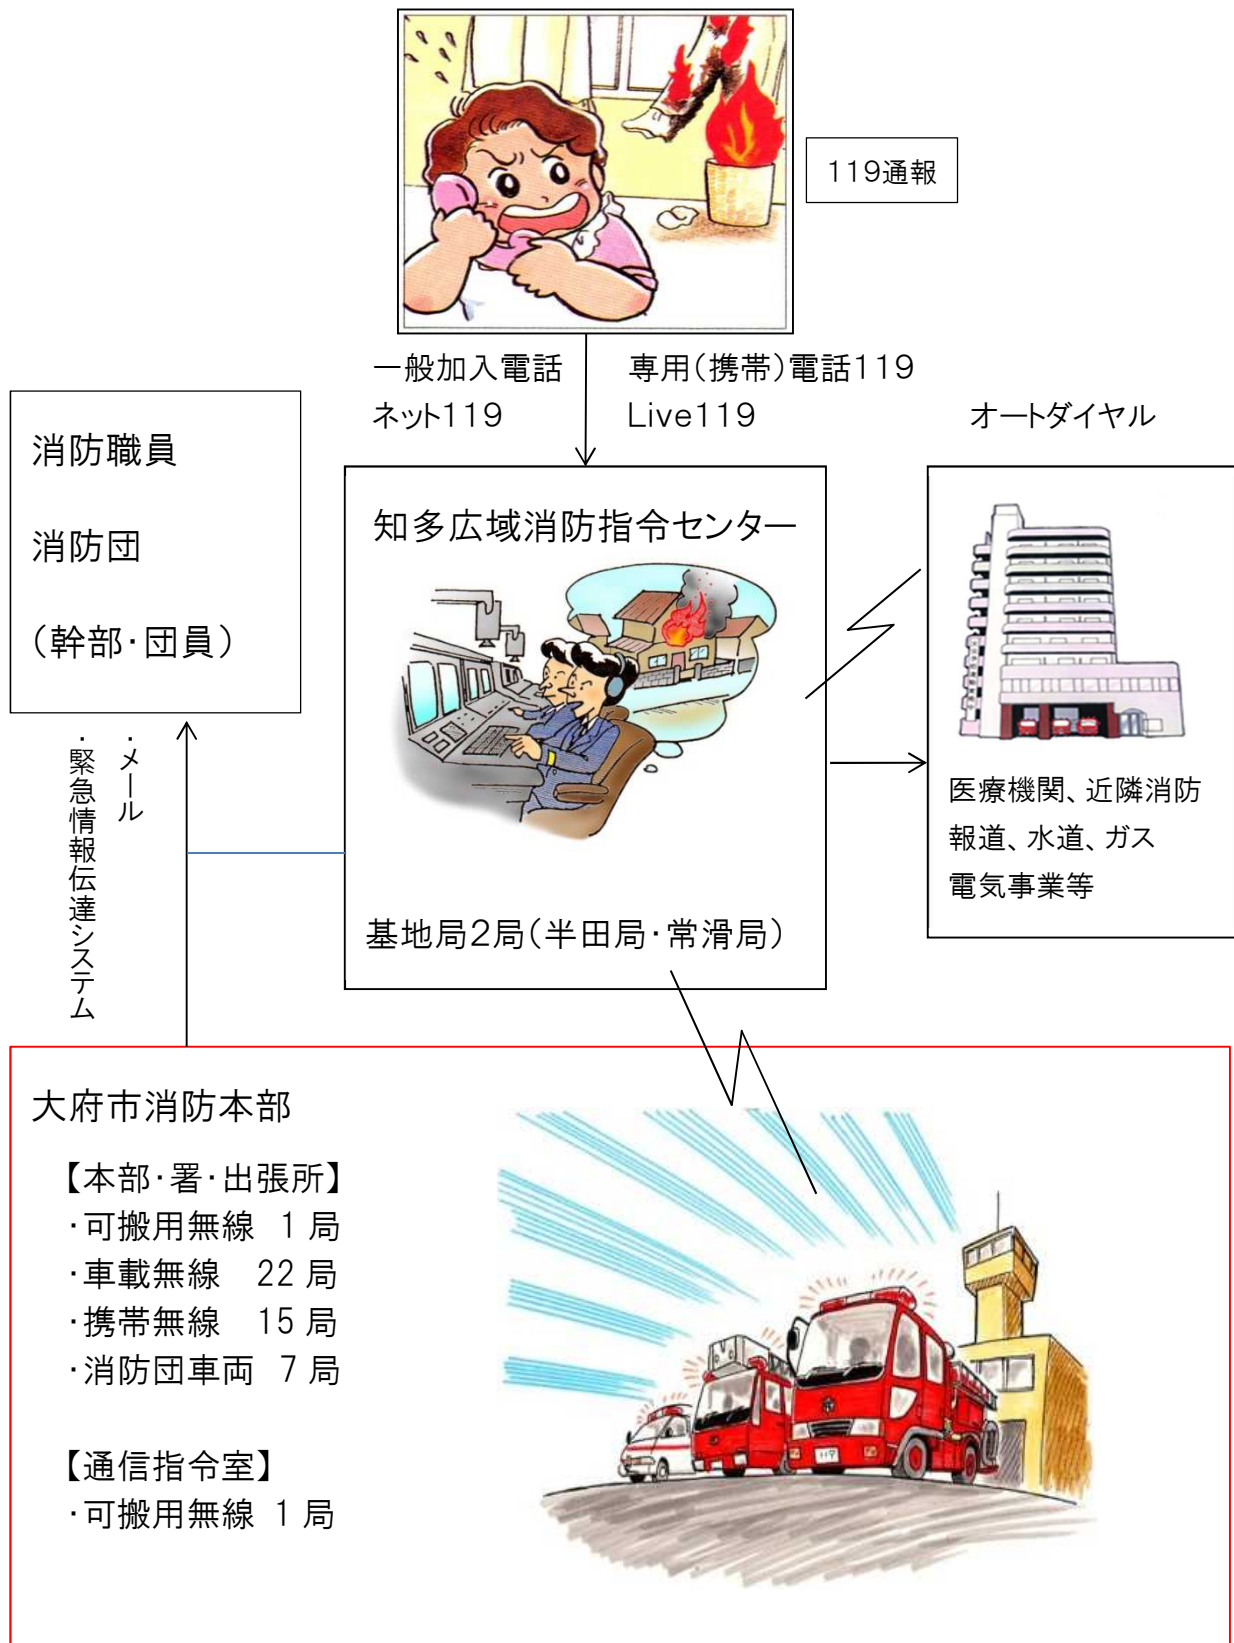 119通報
一般加入電話　専用(携帯)電話119
ネット119　Live119
オートダイヤル
消防職員
消防団
(幹部・団員)
知多広域消防指令センター
基地局2局(半田局・常滑局)
医療機関、近隣消防
報道、水道、ガス
電気事業等
・メール
・緊急情報伝達システム
大府市消防本部
【本部・署・出張所】
・可搬用無線 1局
・車載無線 22局
・携帯無線 15局
・消防団車両 7局
【通信指令室】
・可搬用無線 1局
119